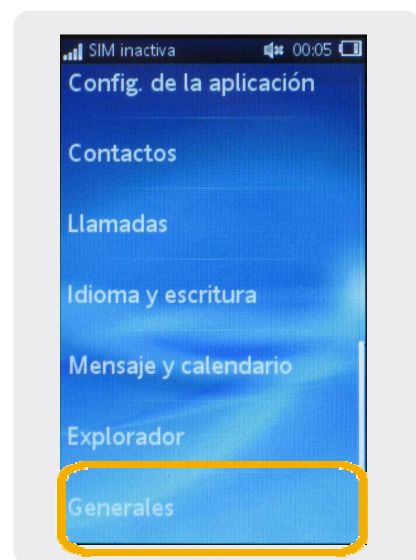 SIM inactiva 00:05
Config. de la aplicación
Contactos
Llamadas
Idioma y escritura
Mensaje y calendario
Explorador
Generales